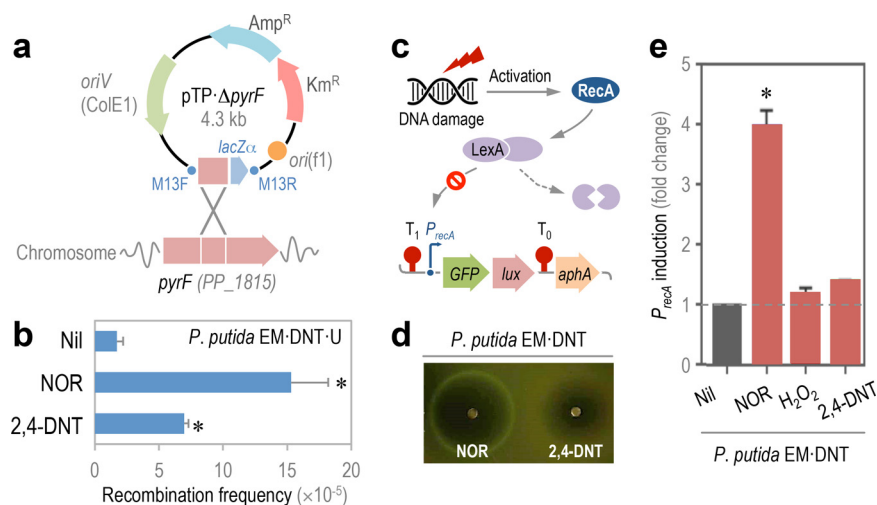 a
Amp^R
oriV
(ColE1)
pTP·ΔpyrF
4.3 kb
Km^R
lacZα
ori(f1)
M13F
M13R
Chromosome
pyrF (PP_1815)
b
P. putida EM·DNT·U
Nil
NOR
*
2,4-DNT
*
0
5
10
15
20
Recombination frequency (×10^-5)
c
Activation
RecA
DNA damage
LexA
T_1
P_recA
T_0
GFP
lux
aphA
d
P. putida EM·DNT
NOR
2,4-DNT
e
P_recA induction (fold change)
5
4
3
2
1
0
*
Nil
NOR
H_2O_2
2,4-DNT
P. putida EM·DNT